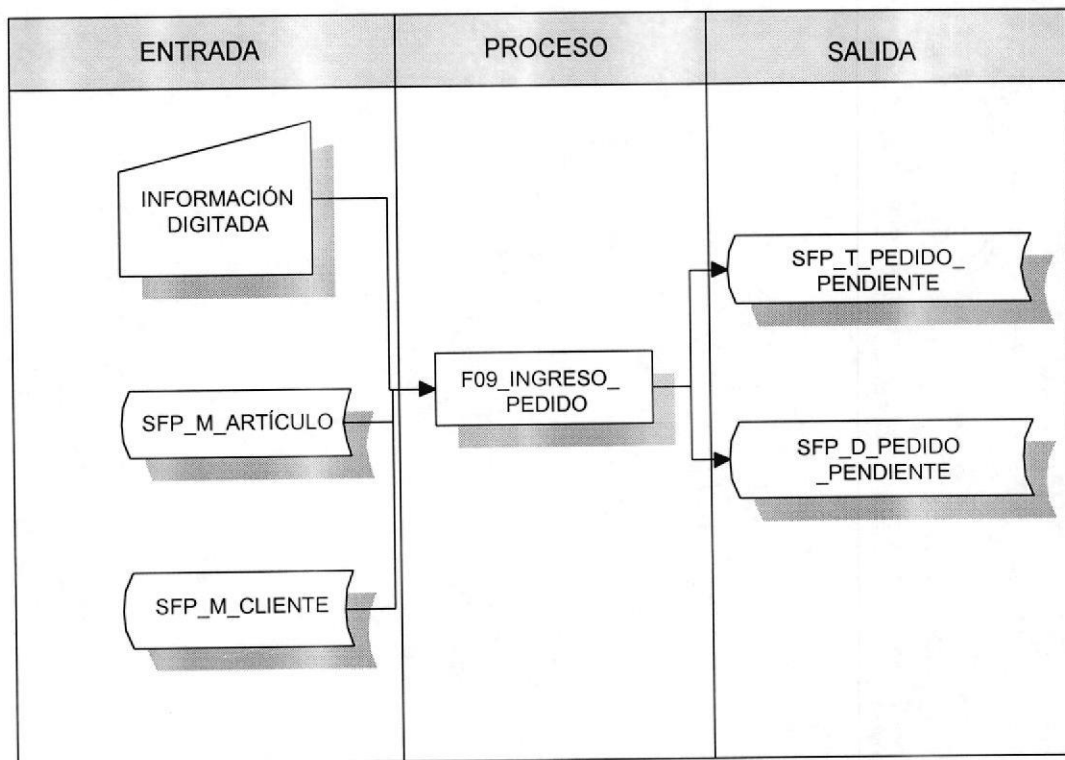 ENTRADA
PROCESO
SALIDA
INFORMACIÓN
DIGITADA
SFP_M_ARTÍCULO
SFP_M_CLIENTE
F09_INGRESO_
PEDIDO
SFP_T_PEDIDO_
PENDIENTE
SFP_D_PEDIDO
_PENDIENTE